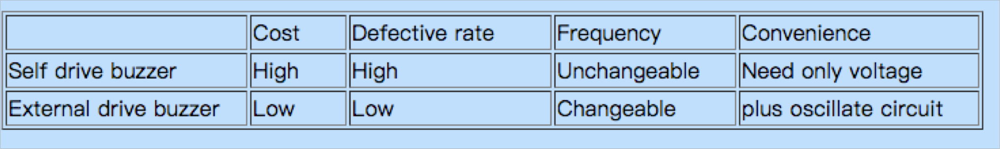 Cost Defective rate Frequency Convenience
Self drive buzzer High High Unchangeable Need only voltage
External drive buzzer Low Low Changeable plus oscillate circuit